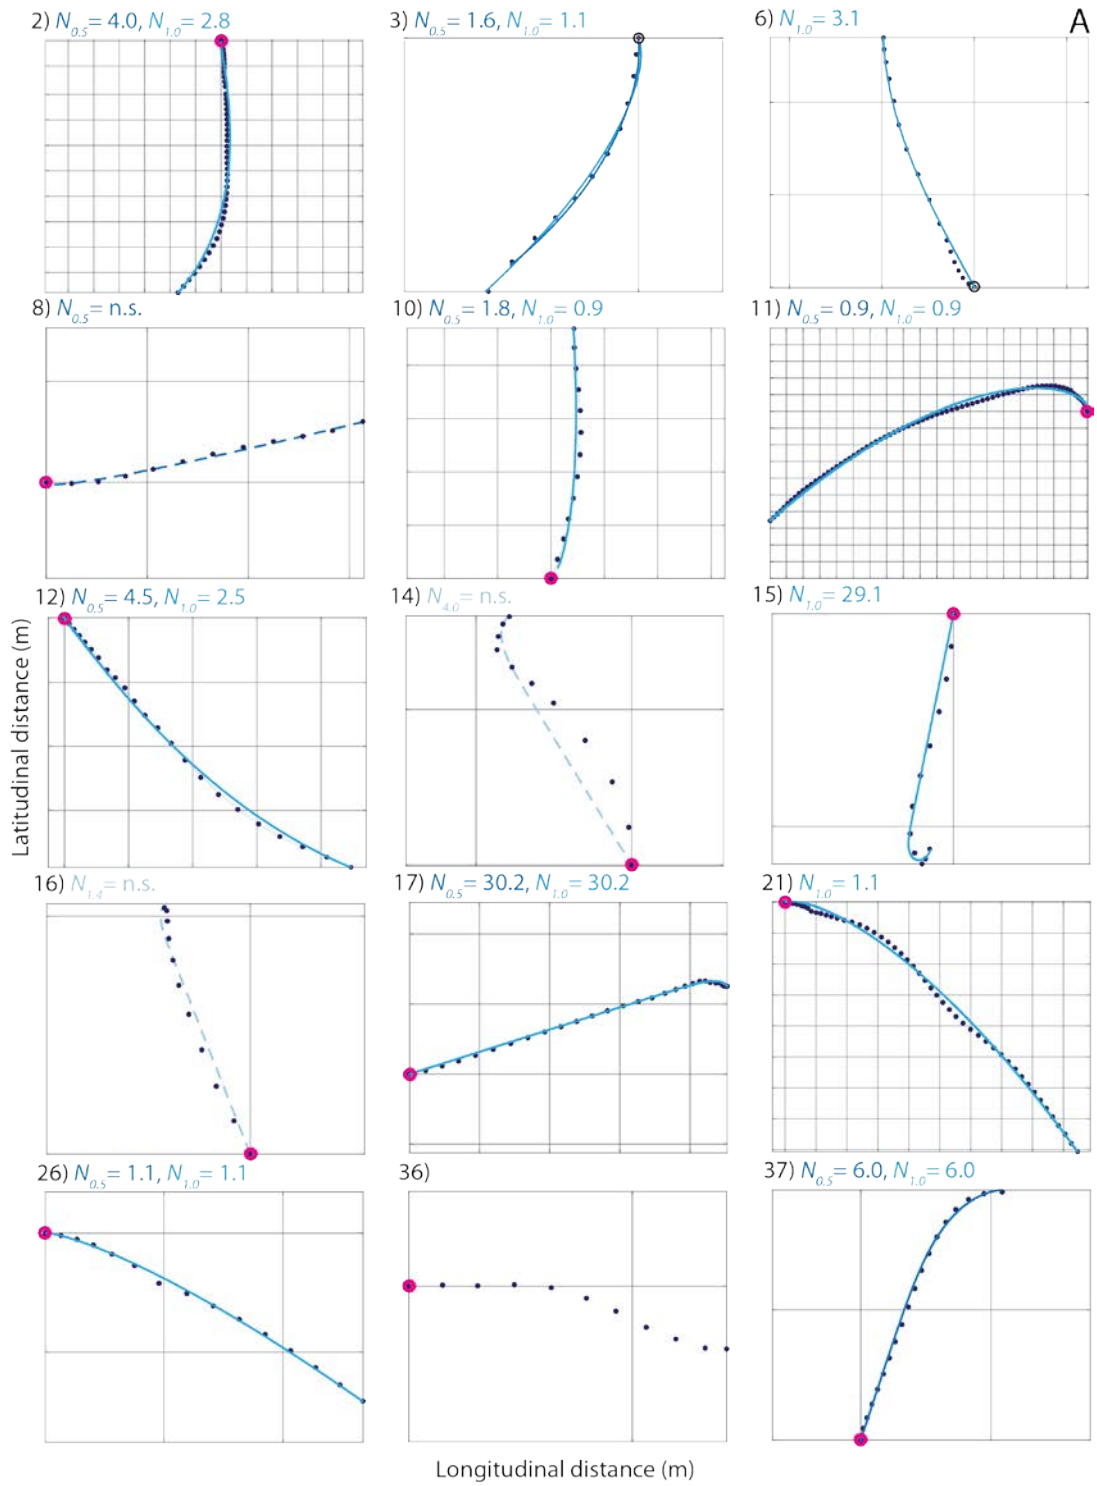 2) N0.5= 4.0, N1.0= 2.8
3) N0.5= 1.6, N1.0= 1.1
6) N1.0= 3.1
A
8) N0.5= n.s.
10) N0.5= 1.8, N1.0= 0.9
11) N0.5= 0.9, N1.0= 0.9
12) N0.5= 4.5, N1.0= 2.5
14) N4.0= n.s.
15) N1.0= 29.1
Latitudinal distance (m)
16) N1.4= n.s.
17) N0.5= 30.2, N1.0= 30.2
21) N1.0= 1.1
26) N0.5= 1.1, N1.0= 1.1
36)
37) N0.5= 6.0, N1.0= 6.0
Longitudinal distance (m)